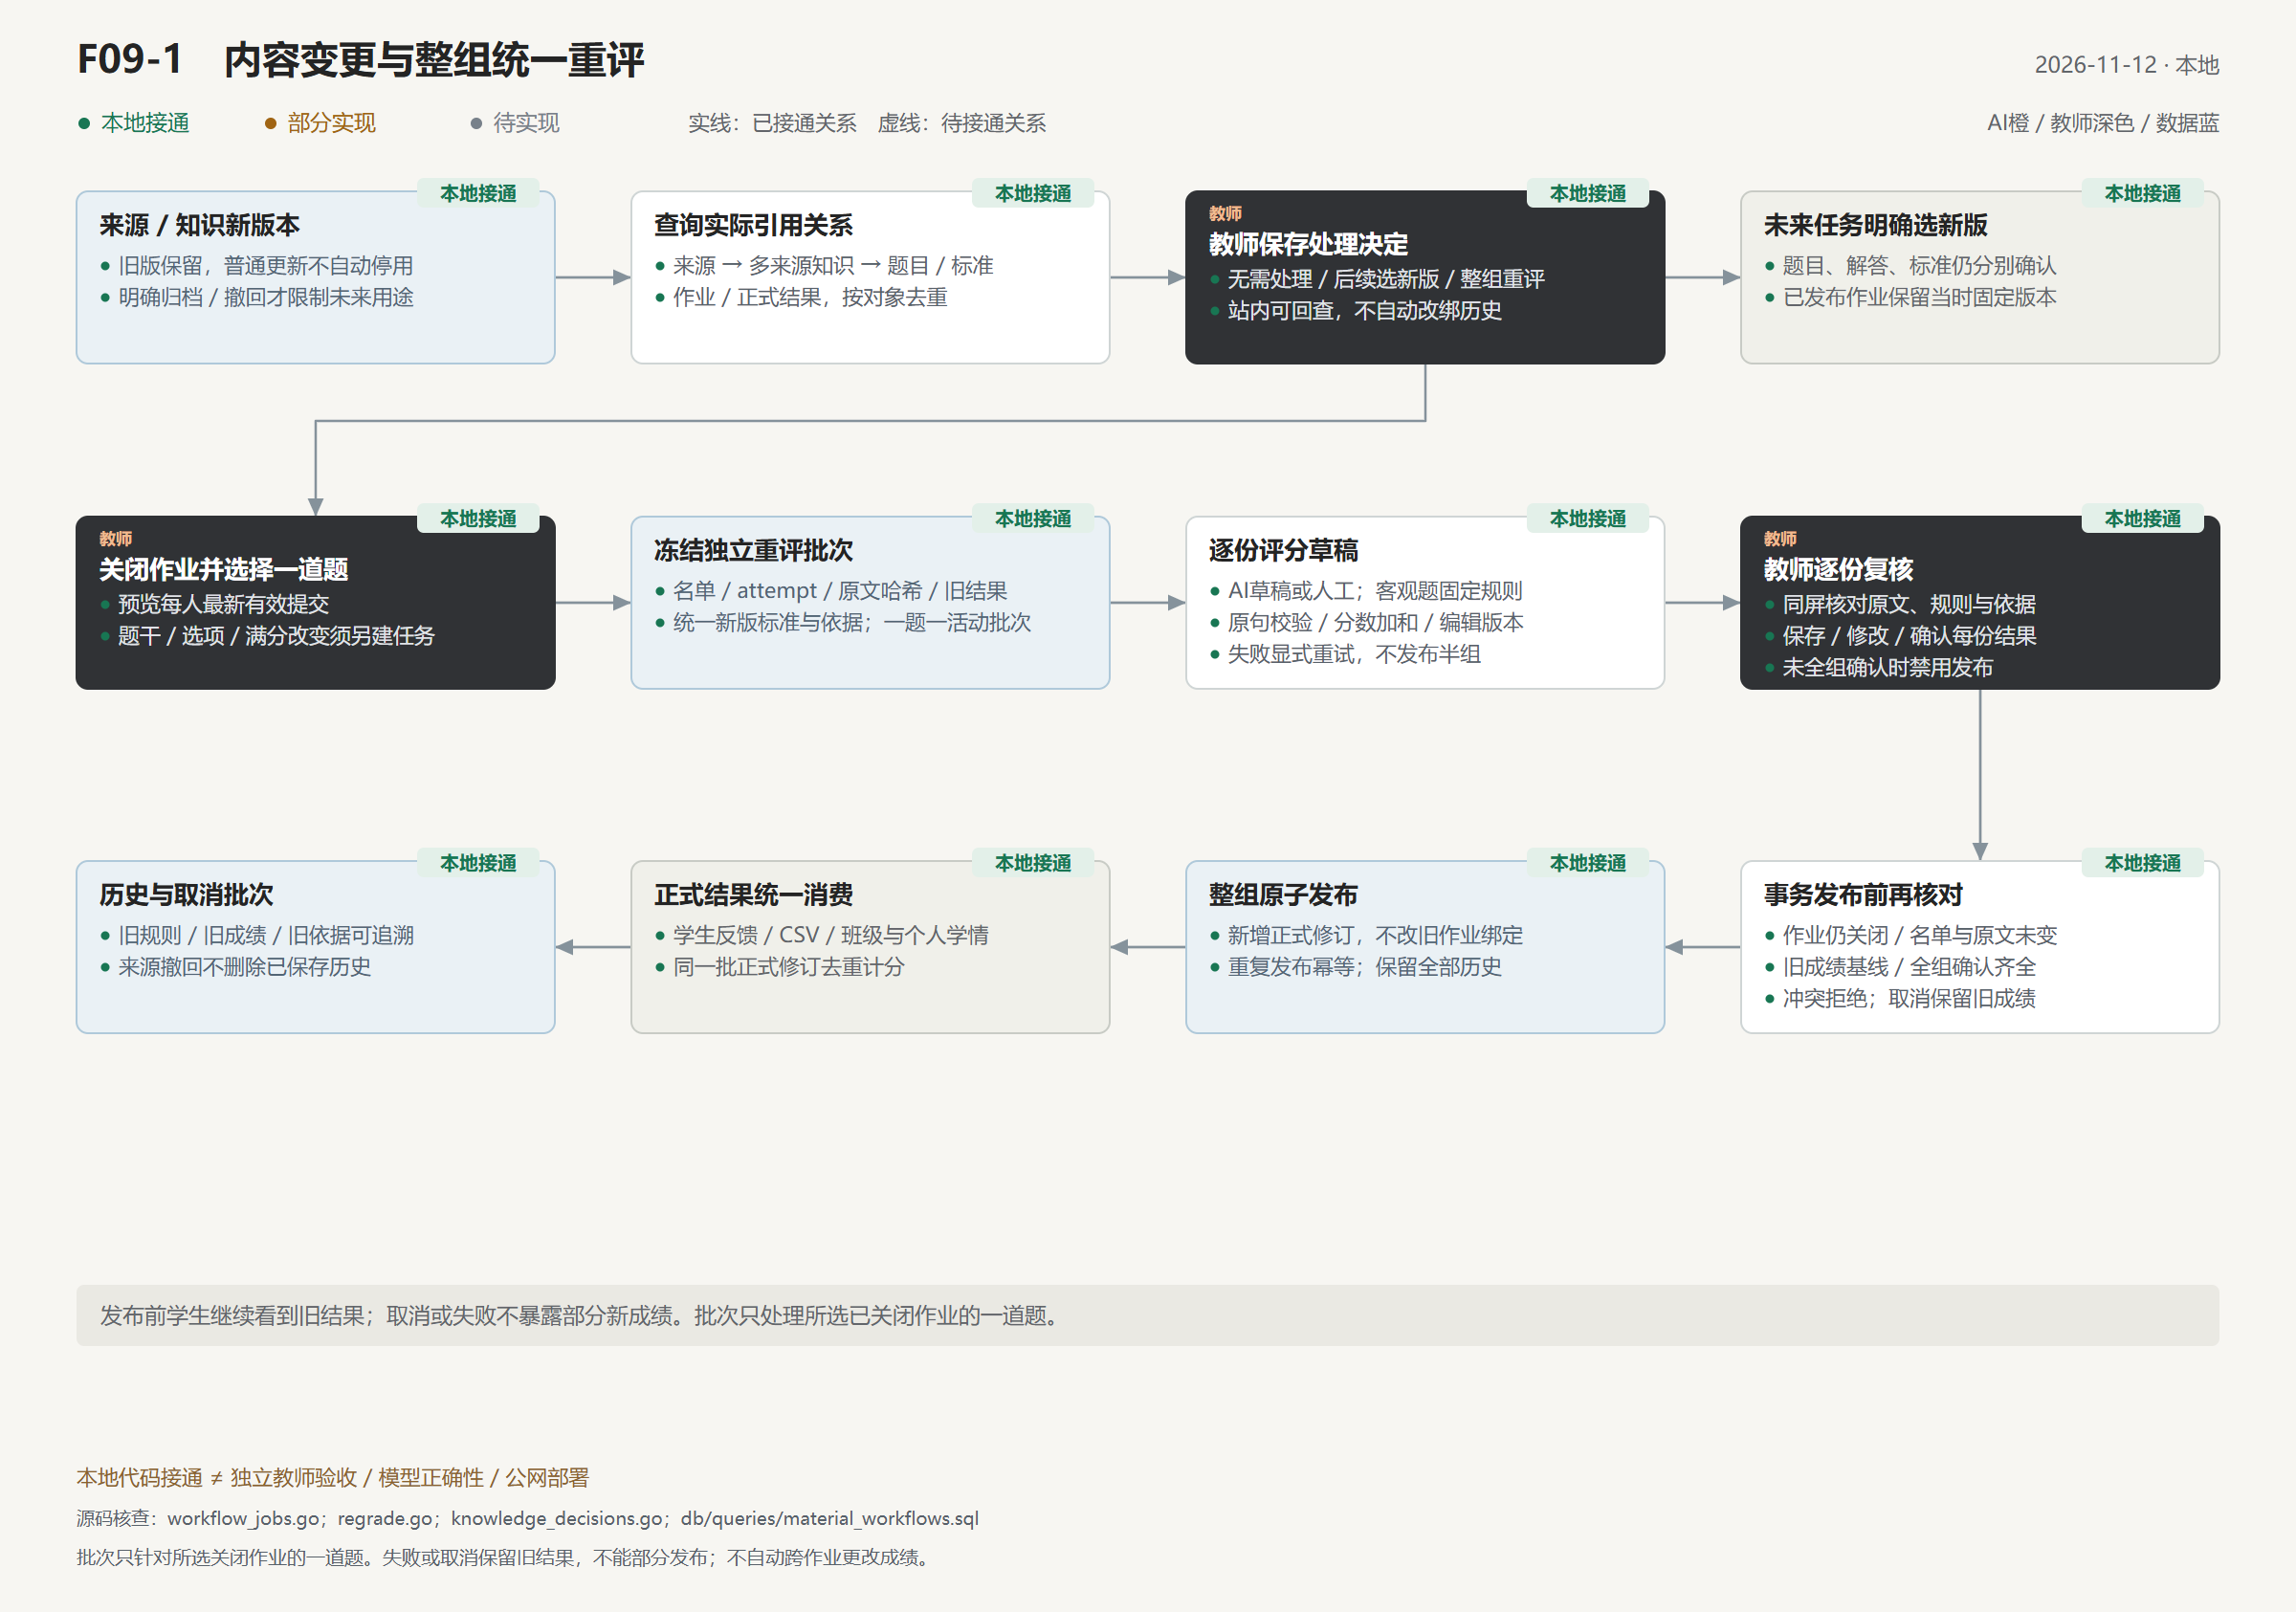 F09-1 内容变更与整组统一重评
2026-11-12 · 本地
本地接通
部分实现
待实现
实线：已接通关系 虚线：待接通关系
AI橙 / 教师深色 / 数据蓝
本地接通
来源 / 知识新版本
旧版保留，普通更新不自动停用
明确归档 / 撤回才限制未来用途
本地接通
查询实际引用关系
来源 → 多来源知识 → 题目 / 标准
作业 / 正式结果，按对象去重
本地接通
教师
教师保存处理决定
无需处理 / 后续选新版 / 整组重评
站内可回查，不自动改绑历史
本地接通
未来任务明确选新版
题目、解答、标准仍分别确认
已发布作业保留当时固定版本
本地接通
教师
关闭作业并选择一道题
预览每人最新有效提交
题干 / 选项 / 满分改变须另建任务
本地接通
冻结独立重评批次
名单 / attempt / 原文哈希 / 旧结果
统一新版标准与依据；一题一活动批次
本地接通
逐份评分草稿
AI草稿或人工；客观题固定规则
原句校验 / 分数加和 / 编辑版本
失败显式重试，不发布半组
本地接通
教师
教师逐份复核
同屏核对原文、规则与依据
保存 / 修改 / 确认每份结果
未全组确认时禁用发布
本地接通
历史与取消批次
旧规则 / 旧成绩 / 旧依据可追溯
来源撤回不删除已保存历史
本地接通
正式结果统一消费
学生反馈 / CSV / 班级与个人学情
同一批正式修订去重计分
本地接通
整组原子发布
新增正式修订，不改旧作业绑定
重复发布幂等；保留全部历史
本地接通
事务发布前再核对
作业仍关闭 / 名单与原文未变
旧成绩基线 / 全组确认齐全
冲突拒绝；取消保留旧成绩
发布前学生继续看到旧结果；取消或失败不暴露部分新成绩。批次只处理所选已关闭作业的一道题。
本地代码接通 ≠ 独立教师验收 / 模型正确性 / 公网部署
源码核查：workflow_jobs.go；regrade.go；knowledge_decisions.go；db/queries/material_workflows.sql
批次只针对所选关闭作业的一道题。失败或取消保留旧结果，不能部分发布；不自动跨作业更改成绩。